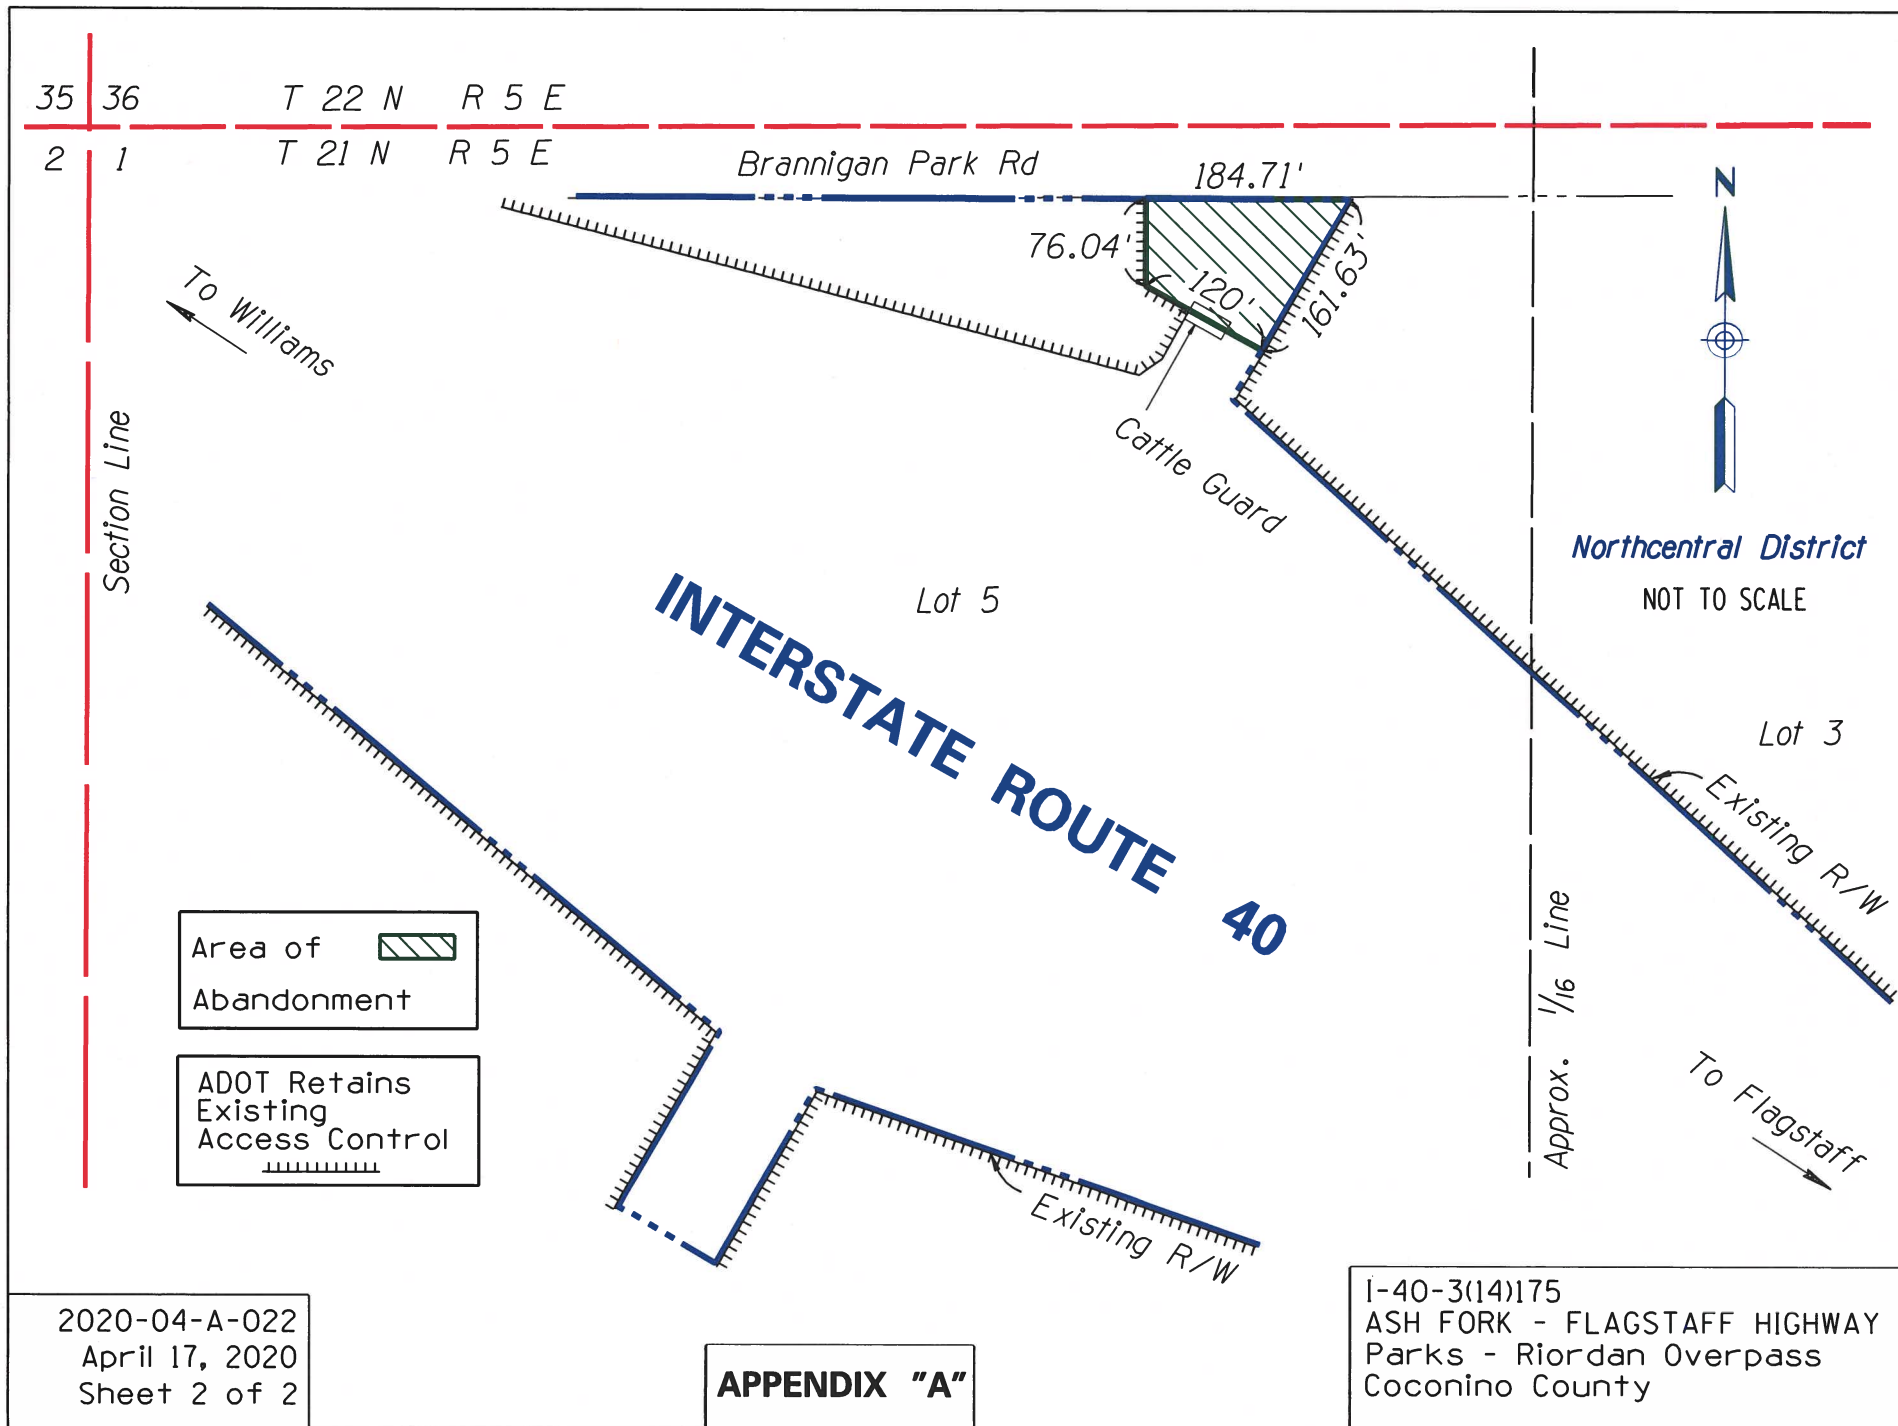 35 36 T 22 N R 5 E
2 1 T 21 N R 5 E
Brannigan Park Rd
184.71'
N
76.04'
120'
161.63'
To Williams
Cattle Guard
Section Line
Northcentral District
NOT TO SCALE
Lot 5
INTERSTATE ROUTE 40
Lot 3
Existing R/W
Approx. 1/16 Line
Area of
Abandonment
ADOT Retains
Existing
Access Control
To Flagstaff
Existing R/W
2020-04-A-022
April 17, 2020
Sheet 2 of 2
APPENDIX "A"
I-40-3(14)175
ASH FORK - FLAGSTAFF HIGHWAY
Parks - Riordan Overpass
Coconino County